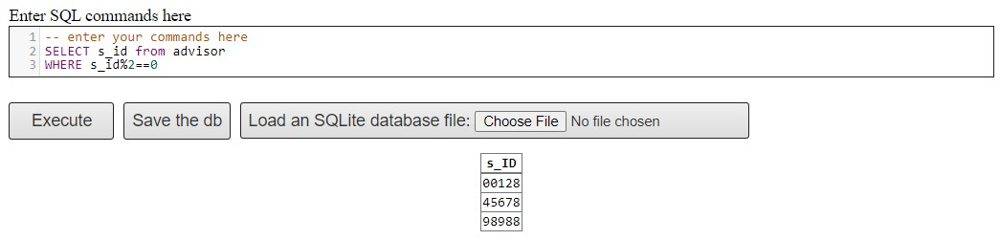 Enter SQL commands here
1 -- enter your commands here
2 SELECT s_id from advisor
3 WHERE s_id%2==0
Execute Save the db Load an SQLite database file: Choose File No file chosen
s_ID
00128
45678
98988